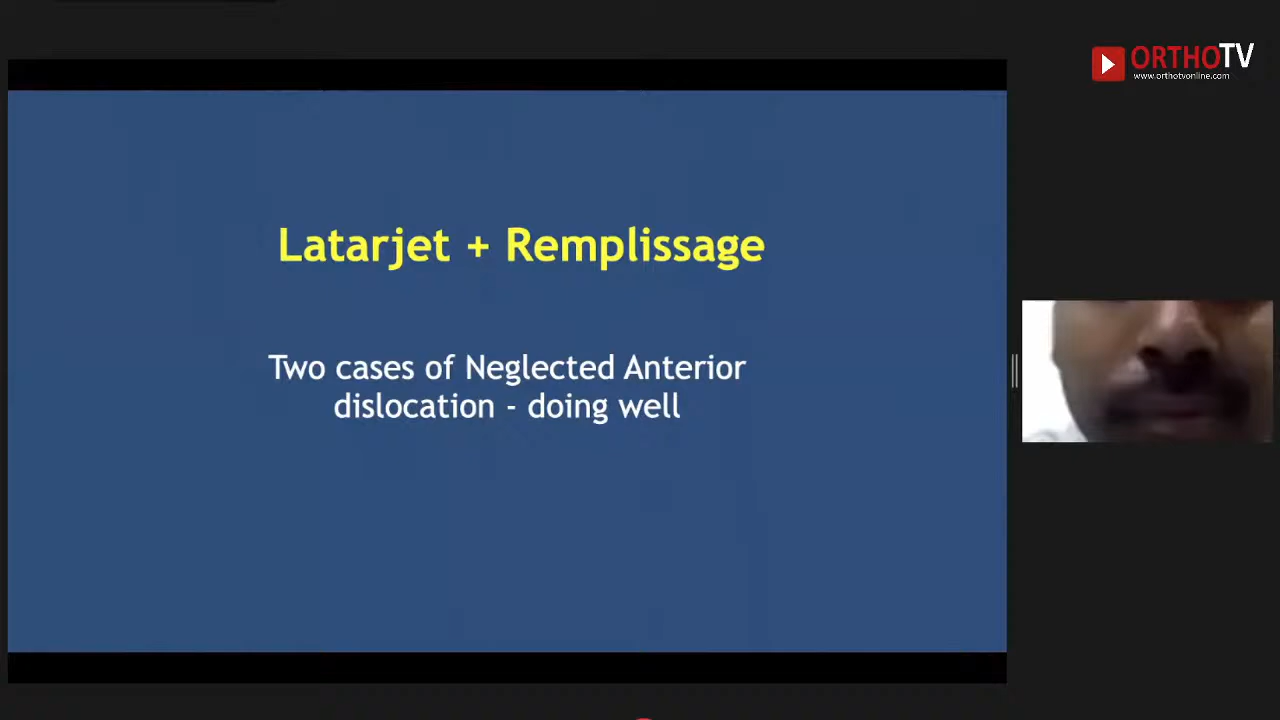 ORTHOTV
www.orthotvonline.com
Latarjet + Remplissage
Two cases of Neglected Anterior
dislocation - doing well